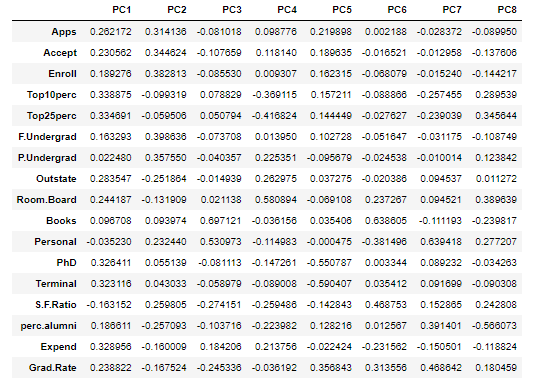 PC1 PC2 PC3 PC4 PC5 PC6 PC7 PC8
Apps 0.262172 0.314136 -0.081018 0.098776 0.219898 0.002188 -0.028372 -0.089950
Accept 0.230562 0.344624 -0.107659 0.118140 0.189635 -0.016521 -0.012958 -0.137606
Enroll 0.189276 0.382813 -0.085530 0.009307 0.162315 -0.068079 -0.015240 -0.144217
Top10perc 0.338875 -0.099319 0.078829 -0.369115 0.157211 -0.088866 -0.257455 0.289539
Top25perc 0.334691 -0.059506 0.050794 -0.416824 0.144449 -0.027627 -0.239039 0.345644
F.Undergrad 0.163293 0.398636 -0.073708 0.013950 0.102728 -0.051647 -0.031175 -0.108749
P.Undergrad 0.022480 0.357550 -0.040357 0.225351 -0.095679 -0.024538 -0.010014 0.123842
Outstate 0.283547 -0.251864 -0.014939 0.262975 0.037275 -0.020386 0.094537 0.011272
Room.Board 0.244187 -0.131909 0.021138 0.580894 -0.069108 0.237267 0.094521 0.389639
Books 0.096708 0.093974 0.697121 -0.036156 0.035406 0.638605 -0.111193 -0.239817
Personal -0.035230 0.232440 0.530973 -0.114983 -0.000475 -0.381496 0.639418 0.277207
PhD 0.326411 0.055139 -0.081113 -0.147261 -0.550787 0.003344 0.089232 -0.034263
Terminal 0.323116 0.043033 -0.058979 -0.089008 -0.590407 0.035412 0.091699 -0.090308
S.F.Ratio -0.163152 0.259805 -0.274151 -0.259486 -0.142843 0.468753 0.152865 0.242808
perc.alumni 0.186611 -0.257093 -0.103716 -0.223982 0.128216 0.012567 0.391401 -0.566073
Expend 0.328956 -0.160009 0.184206 0.213756 -0.022424 -0.231562 -0.150501 -0.118824
Grad.Rate 0.238822 -0.167524 -0.245336 -0.036192 0.356843 0.313556 0.468642 0.180459